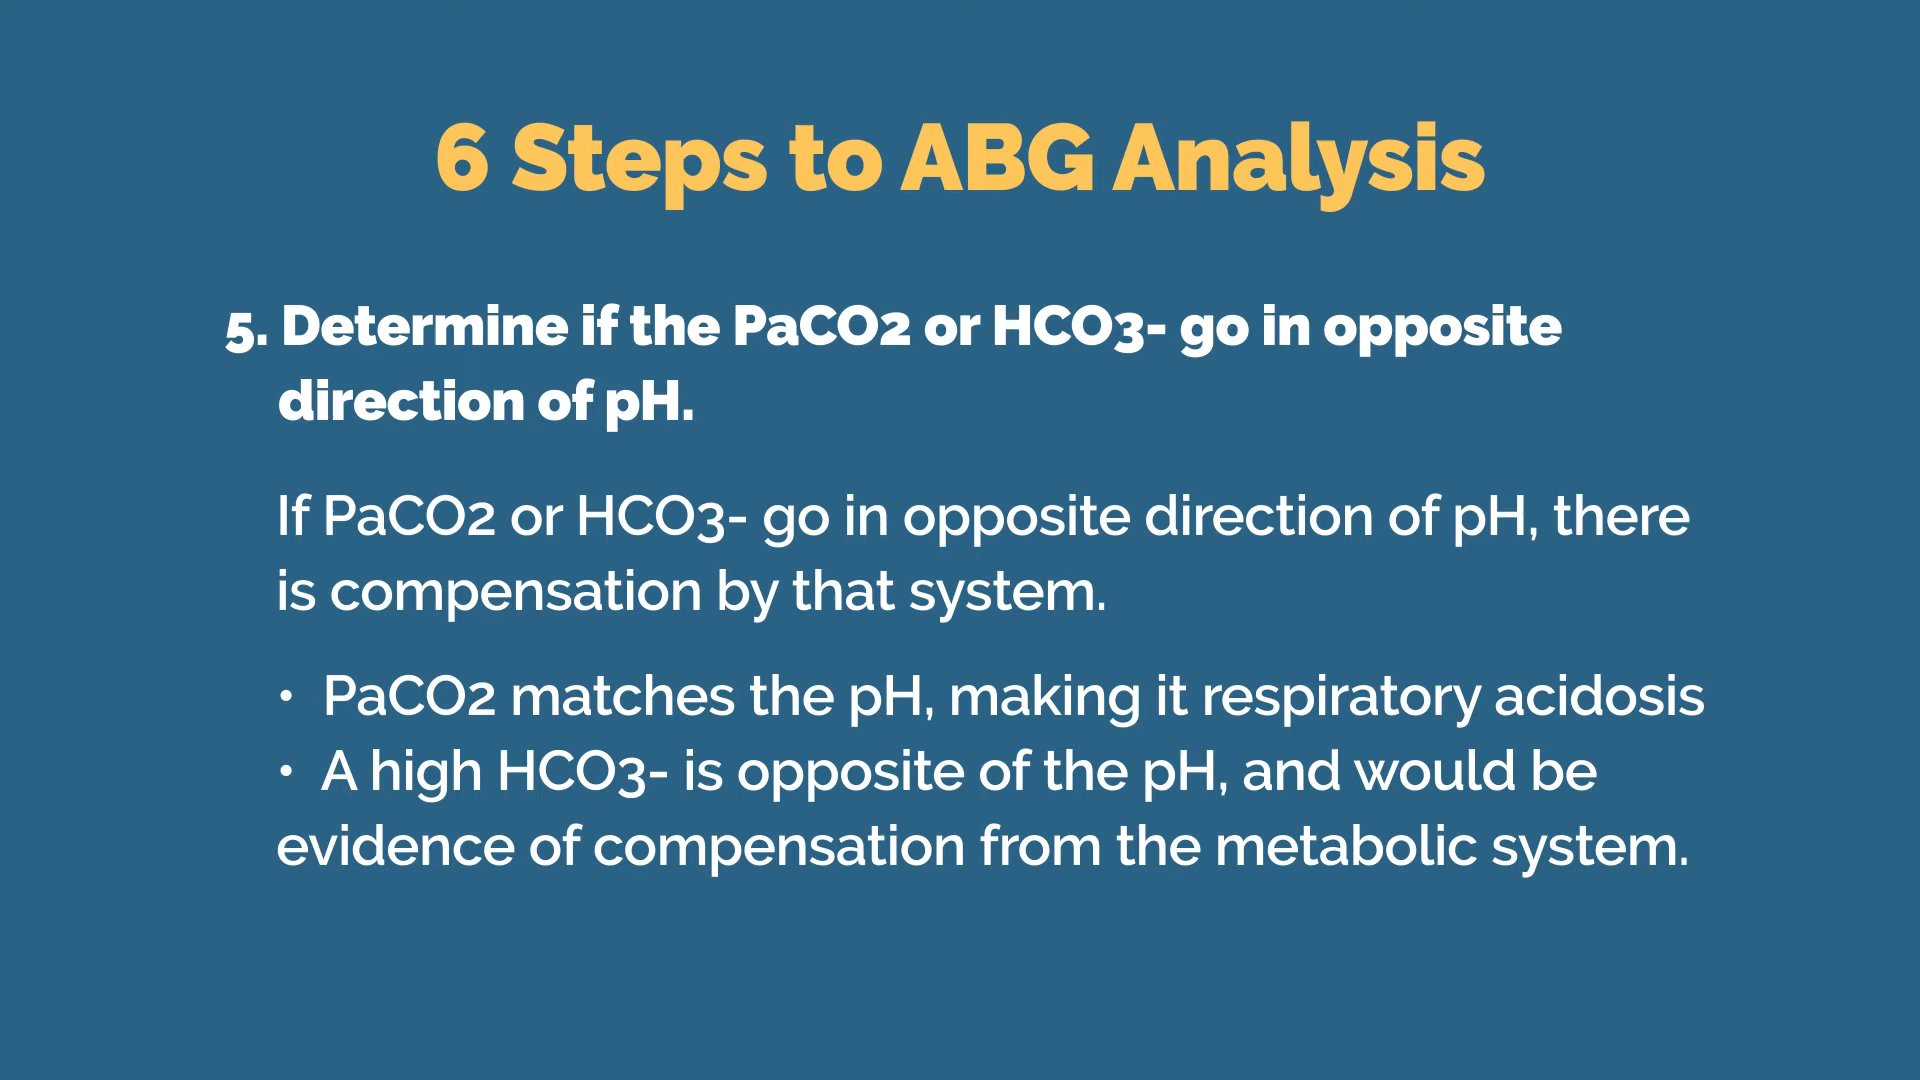 6 Steps to ABG Analysis
5. Determine if the PaCO2 or HCO3- go in opposite
direction of pH.
If PaCO2 or HCO3- go in opposite direction of pH, there
is compensation by that system.
• PaCO2 matches the pH, making it respiratory acidosis
• A high HCO3- is opposite of the pH, and would be
evidence of compensation from the metabolic system.